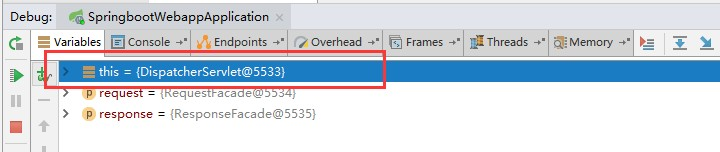 Debug: SpringbootWebappApplication ×
Variables Console →" Endpoints →" Overhead →" Frames →" Threads →" Memory →"
this = {DispatcherServlet@5533}
p request = {RequestFacade@5534}
p response = {ResponseFacade@5535}